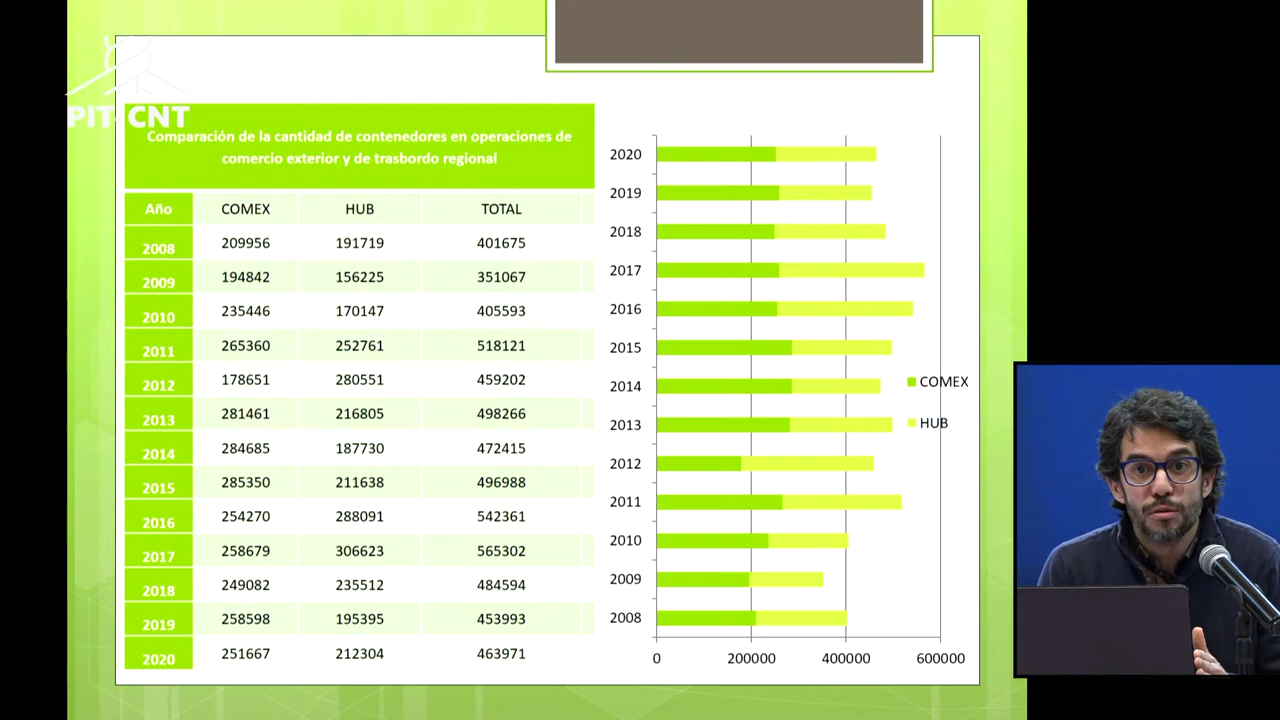 PIT-CNT
Comparación de la cantidad de contenedores en operaciones de
comercio exterior y de trasbordo regional
Año COMEX HUB TOTAL
2008 209956 191719 401675
2009 194842 156225 351067
2010 235446 170147 405593
2011 265360 252761 518121
2012 178651 280551 459202
2013 281461 216805 498266
2014 284685 187730 472415
2015 285350 211638 496988
2016 254270 288091 542361
2017 258679 306623 565302
2018 249082 235512 484594
2019 258598 195395 453993
2020 251667 212304 463971
2020
2019
2018
2017
2016
2015
2014
2013
2012
2011
2010
2009
2008
0 200000 400000 600000
COMEX
HUB